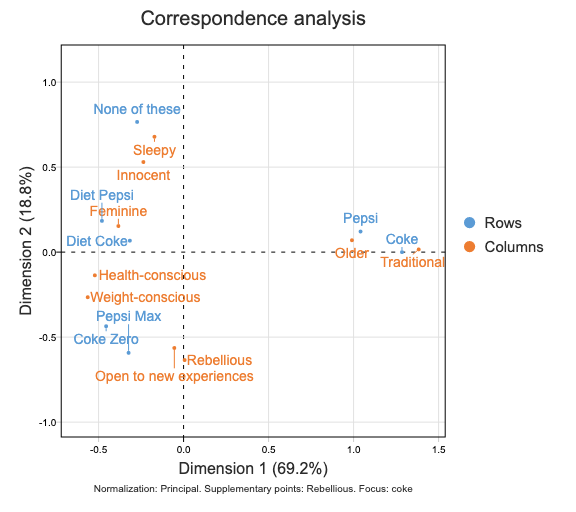 Correspondence analysis
1.0
0.5
0.0
-0.5
-1.0
Dimension 2 (18.8%)
None of these
Sleepy
Innocent
Diet Pepsi
Feminine
Diet Coke
Pepsi
Coke
Older
Traditional
Health-conscious
Weight-conscious
Pepsi Max
Coke Zero
Rebellious
Open to new experiences
Rows
Columns
-0.5
0.0
0.5
1.0
1.5
Dimension 1 (69.2%)
Normalization: Principal. Supplementary points: Rebellious. Focus: coke